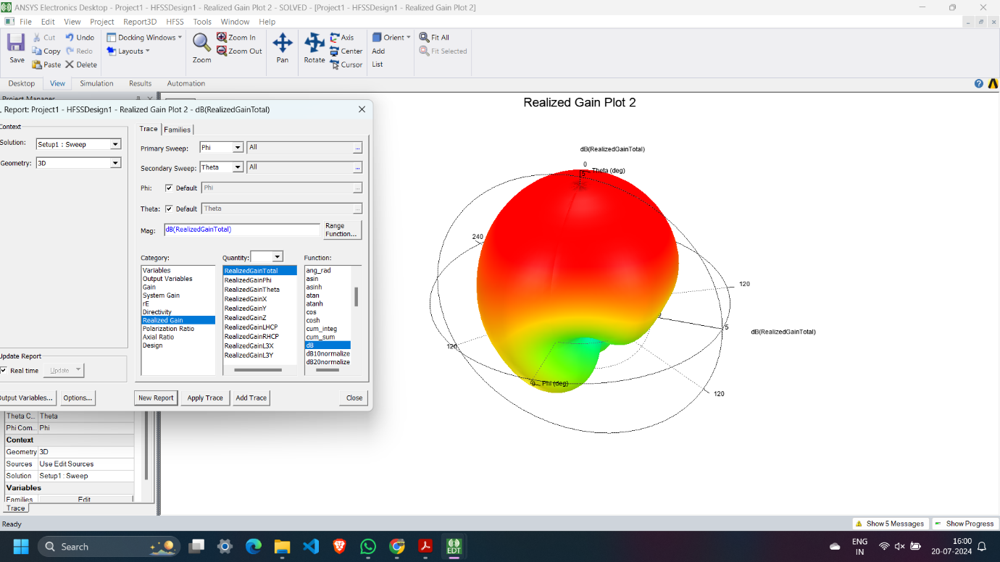 ANSYS Electronics Desktop - Project1 - HFSSDesign1 - Realized Gain Plot 2 - SOLVED - [Project1 - HFSSDesign1 - Realized Gain Plot 2]
File Edit View Project Report3D HFSS Tools Window Help
Save
Cut
Copy
Paste
Undo
Redo
Delete
Docking Windows
Layouts
Zoom
Zoom In
Zoom Out
Pan
Rotate
Axis
Center
Cursor
Orient
Add
List
Fit All
Fit Selected
Desktop View Simulation Results Automation
Project Manager
Report: Project1 - HFSSDesign1 - Realized Gain Plot 2 - dB(RealizedGainTotal)
Context
Solution: Setup1 : Sweep
Geometry: 3D
Update Report
Real time Update
Output Variables... Options...
Trace Families
Primary Sweep: Phi All ...
Secondary Sweep: Theta All ...
Phi: Default Phi ...
Theta: Default Theta ...
Mag: dB(RealizedGainTotal) Range Function...
Category:
Variables
Output Variables
Gain
System Gain
rE
Directivity
Realized Gain
Polarization Ratio
Axial Ratio
Design
Quantity:
RealizedGainTotal
RealizedGainPhi
RealizedGainTheta
RealizedGainX
RealizedGainY
RealizedGainZ
RealizedGainLHCP
RealizedGainRHCP
RealizedGainL3X
RealizedGainL3Y
Function:
ang_rad
asin
asinh
atan
atanh
cos
cosh
cum_integ
cum_sum
dB
dB10normalize
dB20normalize
New Report Apply Trace Add Trace Close
Theta C... Theta
Phi Com... Phi
Context
Geometry 3D
Sources Use Edit Sources
Solution Setup1 : Sweep
Variables
Families Edit
Trace
Realized Gain Plot 2
dB(RealizedGainTotal)
0
5 Theta (deg)
240
120
5
dB(RealizedGainTotal)
120
0 Phi (deg)
120
Ready
Show 5 Messages Show Progress
Search
EDT
ENG
IN
16:00
20-07-2024